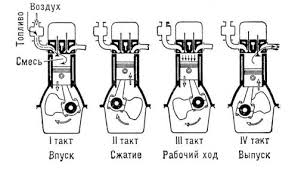 Воздух
Топливо
Смесь
I такт
Впуск
II такт
Сжатие
III такт
Рабочий ход
IV такт
Выпуск